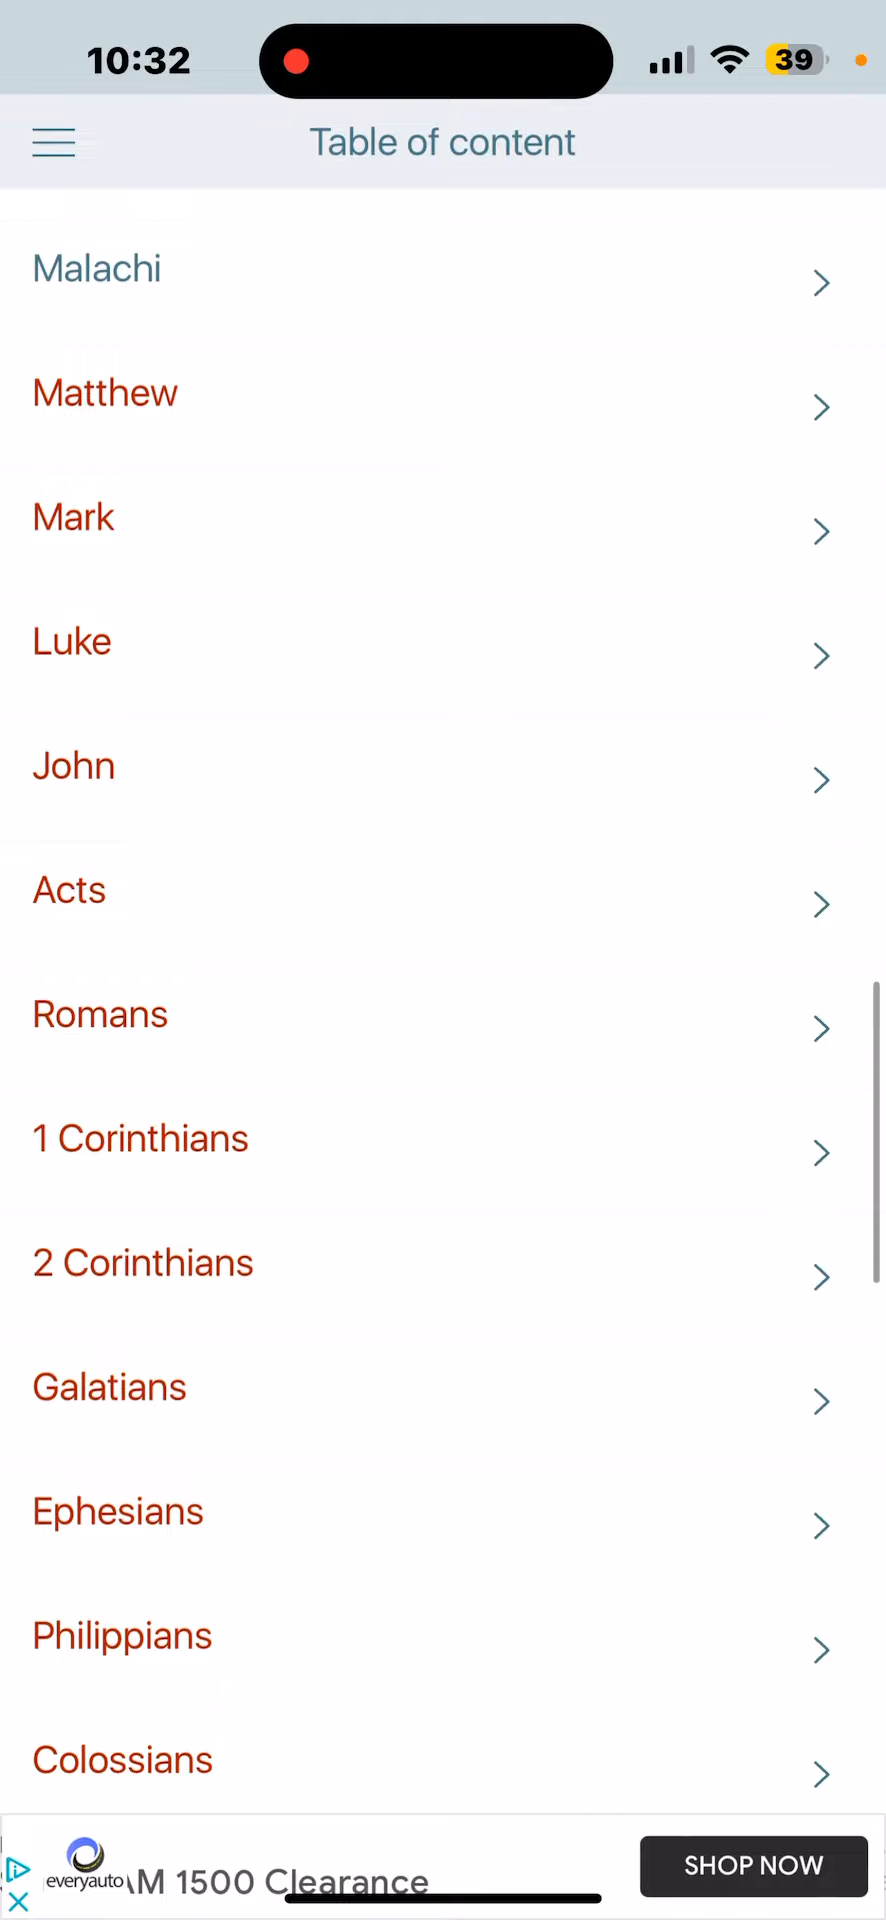 10:32
39
Table of content
Malachi
Matthew
Mark
Luke
John
Acts
Romans
1 Corinthians
2 Corinthians
Galatians
Ephesians
Philippians
Colossians
everyauto
1500 Clearance
SHOP NOW